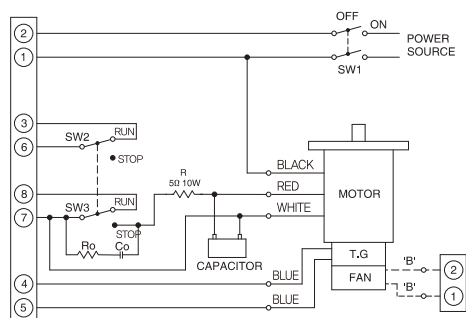 OFF
ON
2
POWER
SOURCE
1
SW1
3
RUN
SW2
6
STOP
BLACK
R
5Ω 10W
8
RUN
RED
MOTOR
SW3
7
WHITE
STOP
Ro
Co
CAPACITOR
T.G
BLUE
'B'
4
FAN
2
BLUE
'B'
5
1